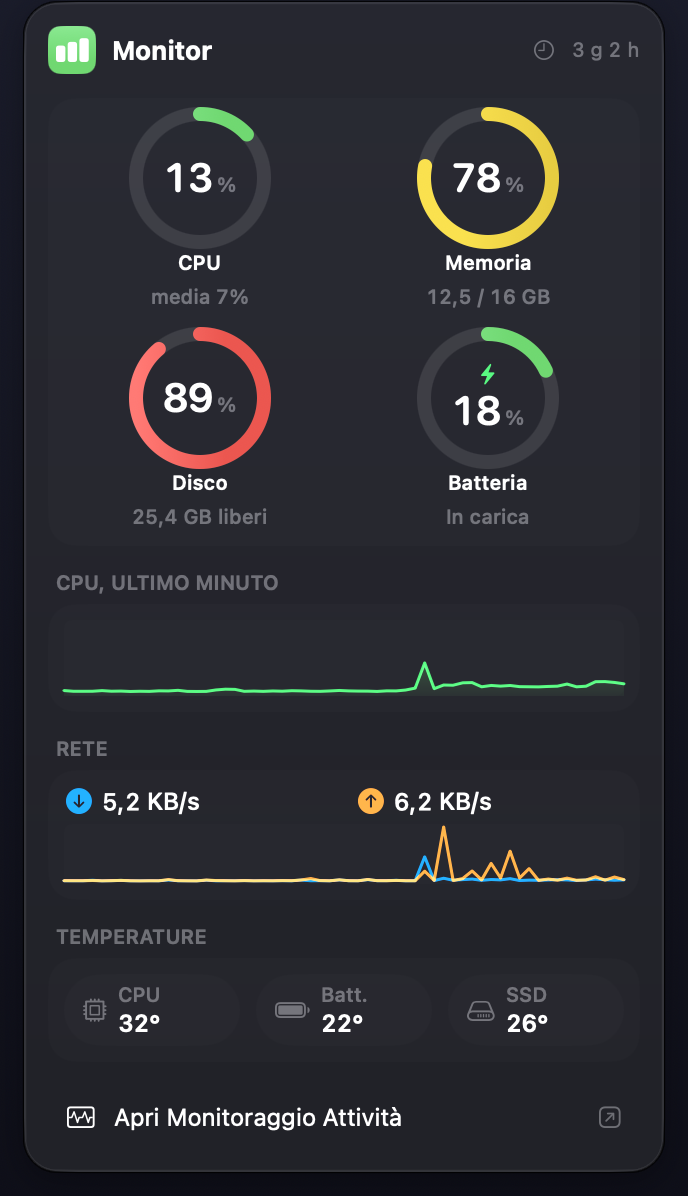 Monitor
3 g 2 h
13%
78%
CPU
Memoria
media 7%
12,5 / 16 GB
89%
18%
Disco
Batteria
25,4 GB liberi
In carica
CPU, ULTIMO MINUTO
RETE
5,2 KB/s
6,2 KB/s
TEMPERATURE
CPU
32°
Batt.
22°
SSD
26°
Apri Monitoraggio Attività